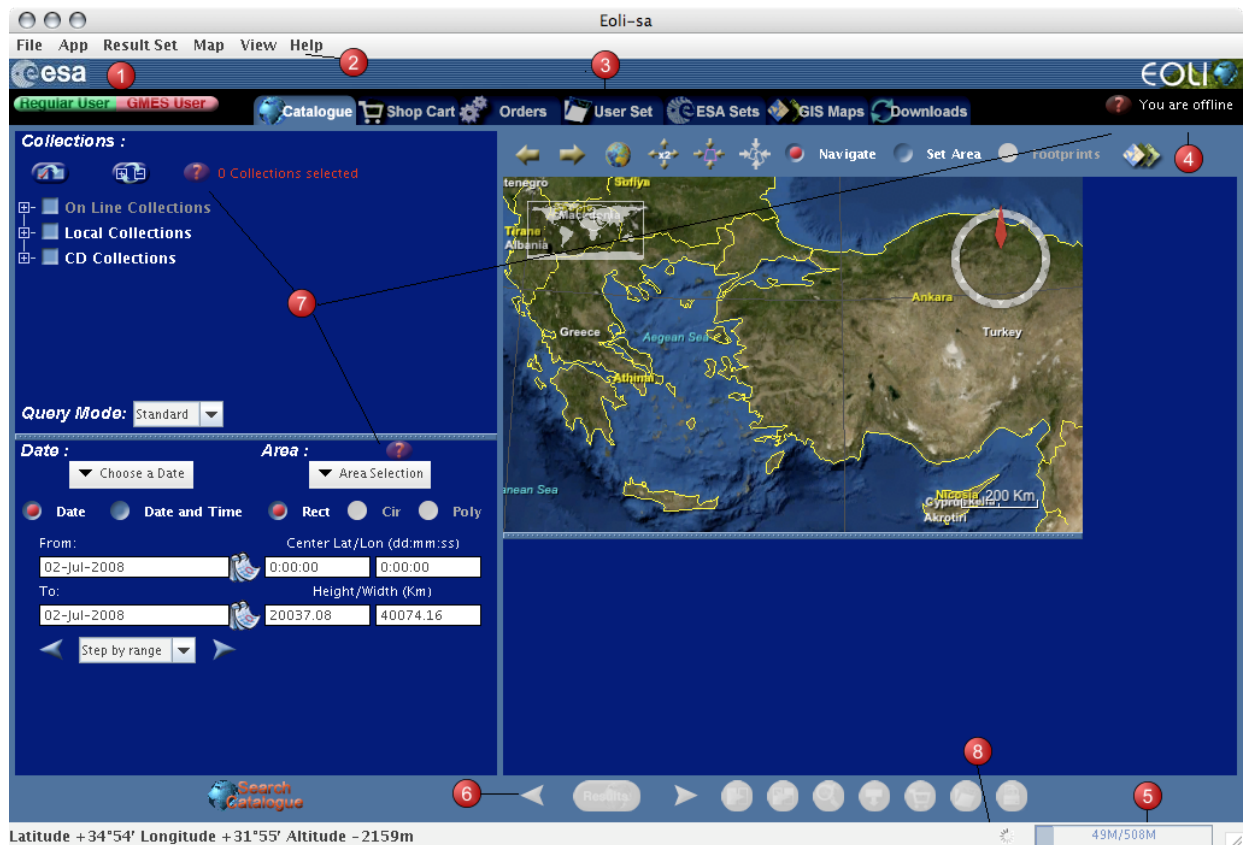 Eoli-sa
File App Result Set Map View Help
esa
1
2
3
EOLI
Regular User GMES User
Catalogue Shop Cart Orders User Set ESA Sets GIS Maps Downloads
? You are offline
Collections :
? 0 Collections selected
x2 Navigate Set Area footprints
4
On Line Collections
Local Collections
CD Collections
7
tenegro
Sofiya
Macedonia
Tirane
Albania
Ankara
Greece
Aegean Sea
Turkey
Athina
nean Sea
Nicosia
200 Km
Akrotiri
Query Mode: Standard
Date : Area : ?
Choose a Date Area Selection
Date Date and Time Rect Cir Poly
From: Center Lat/Lon (dd:mm:ss)
02-Jul-2008 0:00:00 0:00:00
To: Height/Width (Km)
02-Jul-2008 20037.08 40074.16
Step by range
8
Search
Catalogue
6
Results
5
Latitude +34°54' Longitude +31°55' Altitude -2159m
49M/508M